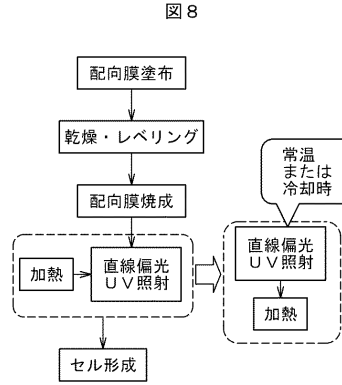 図8
配向膜塗布
乾燥・レベリング
配向膜焼成
加熱
直線偏光
UV照射
セル形成
常温
または
冷却時
直線偏光
UV照射
加熱